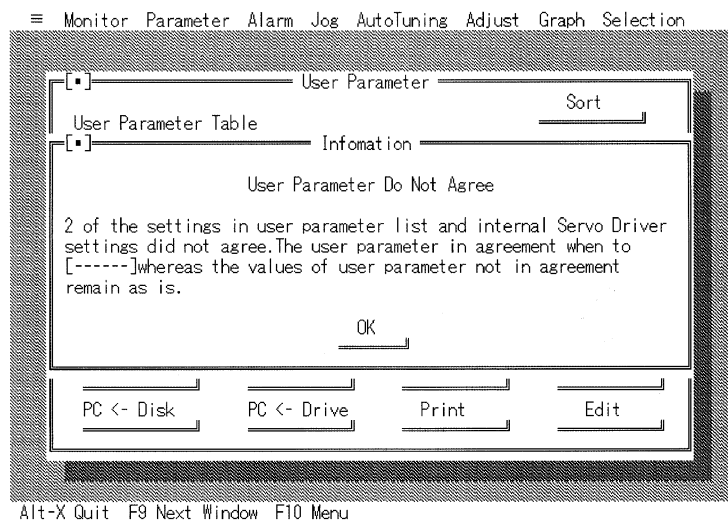 ≡ Monitor Parameter Alarm Jog AutoTuning Adjust Graph Selection
[▪] User Parameter
Sort
User Parameter Table
[▪] Infomation
User Parameter Do Not Agree
2 of the settings in user parameter list and internal Servo Driver
settings did not agree.The user parameter in agreement when to
[------]whereas the values of user parameter not in agreement
remain as is.
OK
PC <- Disk PC <- Drive Print Edit
Alt-X Quit F9 Next Window F10 Menu